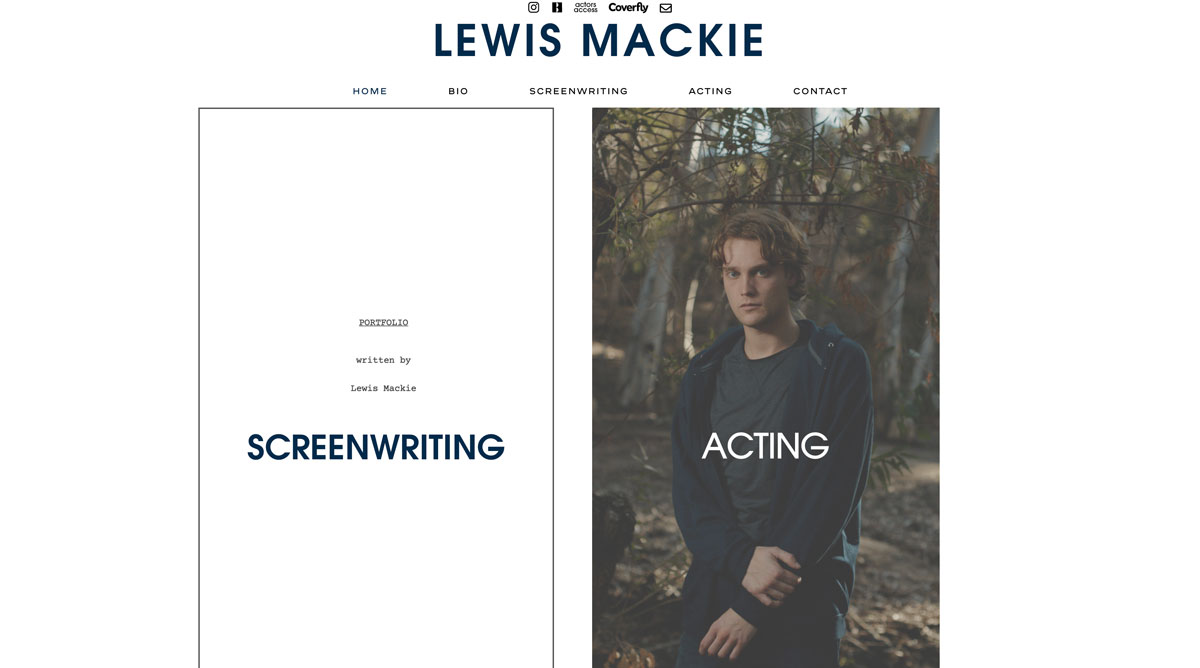 actors
access
Coverfly
LEWIS MACKIE
HOME BIO SCREENWRITING ACTING CONTACT
PORTFOLIO
written by
Lewis Mackie
SCREENWRITING
ACTING